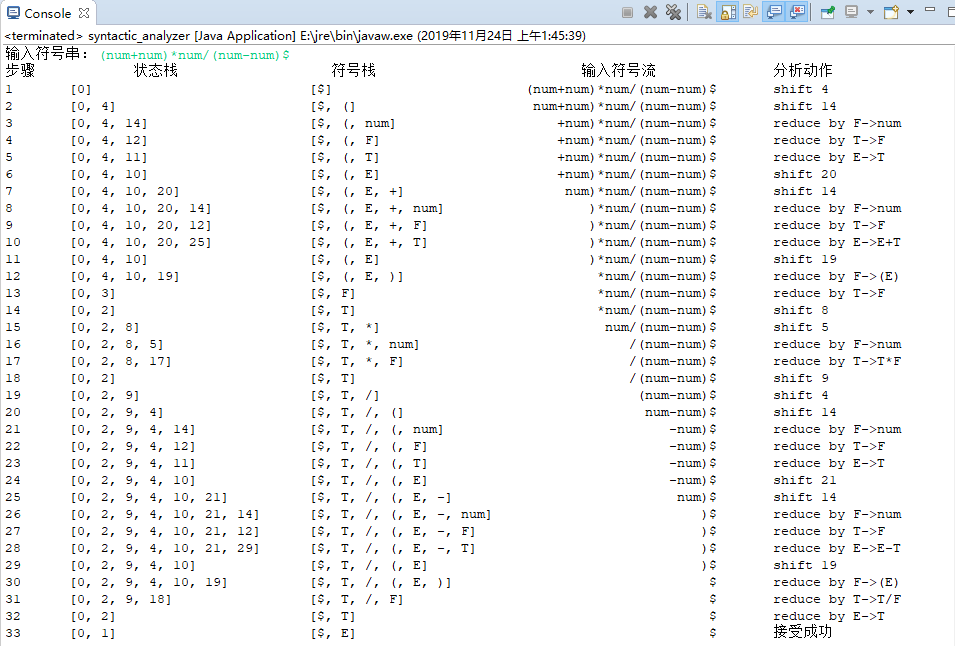 Console
<terminated> syntactic_analyzer [Java Application] E:\jre\bin\javaw.exe (2019年11月24日 上午1:45:39)
输入符号串: (num+num)*num/(num-num)$
步骤 状态栈 符号栈 输入符号流 分析动作
1 [0] [$] (num+num)*num/(num-num)$ shift 4
2 [0, 4] [$, (] num+num)*num/(num-num)$ shift 14
3 [0, 4, 14] [$, (, num] +num)*num/(num-num)$ reduce by F->num
4 [0, 4, 12] [$, (, F] +num)*num/(num-num)$ reduce by T->F
5 [0, 4, 11] [$, (, T] +num)*num/(num-num)$ reduce by E->T
6 [0, 4, 10] [$, (, E] +num)*num/(num-num)$ shift 20
7 [0, 4, 10, 20] [$, (, E, +] num)*num/(num-num)$ shift 14
8 [0, 4, 10, 20, 14] [$, (, E, +, num] )*num/(num-num)$ reduce by F->num
9 [0, 4, 10, 20, 12] [$, (, E, +, F] )*num/(num-num)$ reduce by T->F
10 [0, 4, 10, 20, 25] [$, (, E, +, T] )*num/(num-num)$ reduce by E->E+T
11 [0, 4, 10] [$, (, E] )*num/(num-num)$ shift 19
12 [0, 4, 10, 19] [$, (, E, )] *num/(num-num)$ reduce by F->(E)
13 [0, 3] [$, F] *num/(num-num)$ reduce by T->F
14 [0, 2] [$, T] *num/(num-num)$ shift 8
15 [0, 2, 8] [$, T, *] num/(num-num)$ shift 5
16 [0, 2, 8, 5] [$, T, *, num] /(num-num)$ reduce by F->num
17 [0, 2, 8, 17] [$, T, *, F] /(num-num)$ reduce by T->T*F
18 [0, 2] [$, T] /(num-num)$ shift 9
19 [0, 2, 9] [$, T, /] (num-num)$ shift 4
20 [0, 2, 9, 4] [$, T, /, (] num-num)$ shift 14
21 [0, 2, 9, 4, 14] [$, T, /, (, num] -num)$ reduce by F->num
22 [0, 2, 9, 4, 12] [$, T, /, (, F] -num)$ reduce by T->F
23 [0, 2, 9, 4, 11] [$, T, /, (, T] -num)$ reduce by E->T
24 [0, 2, 9, 4, 10] [$, T, /, (, E] -num)$ shift 21
25 [0, 2, 9, 4, 10, 21] [$, T, /, (, E, -] num)$ shift 14
26 [0, 2, 9, 4, 10, 21, 14] [$, T, /, (, E, -, num] )$ reduce by F->num
27 [0, 2, 9, 4, 10, 21, 12] [$, T, /, (, E, -, F] )$ reduce by T->F
28 [0, 2, 9, 4, 10, 21, 29] [$, T, /, (, E, -, T] )$ reduce by E->E-T
29 [0, 2, 9, 4, 10] [$, T, /, (, E] )$ shift 19
30 [0, 2, 9, 4, 10, 19] [$, T, /, (, E, )] $ reduce by F->(E)
31 [0, 2, 9, 18] [$, T, /, F] $ reduce by T->T/F
32 [0, 2] [$, T] $ reduce by E->T
33 [0, 1] [$, E] $ 接受成功